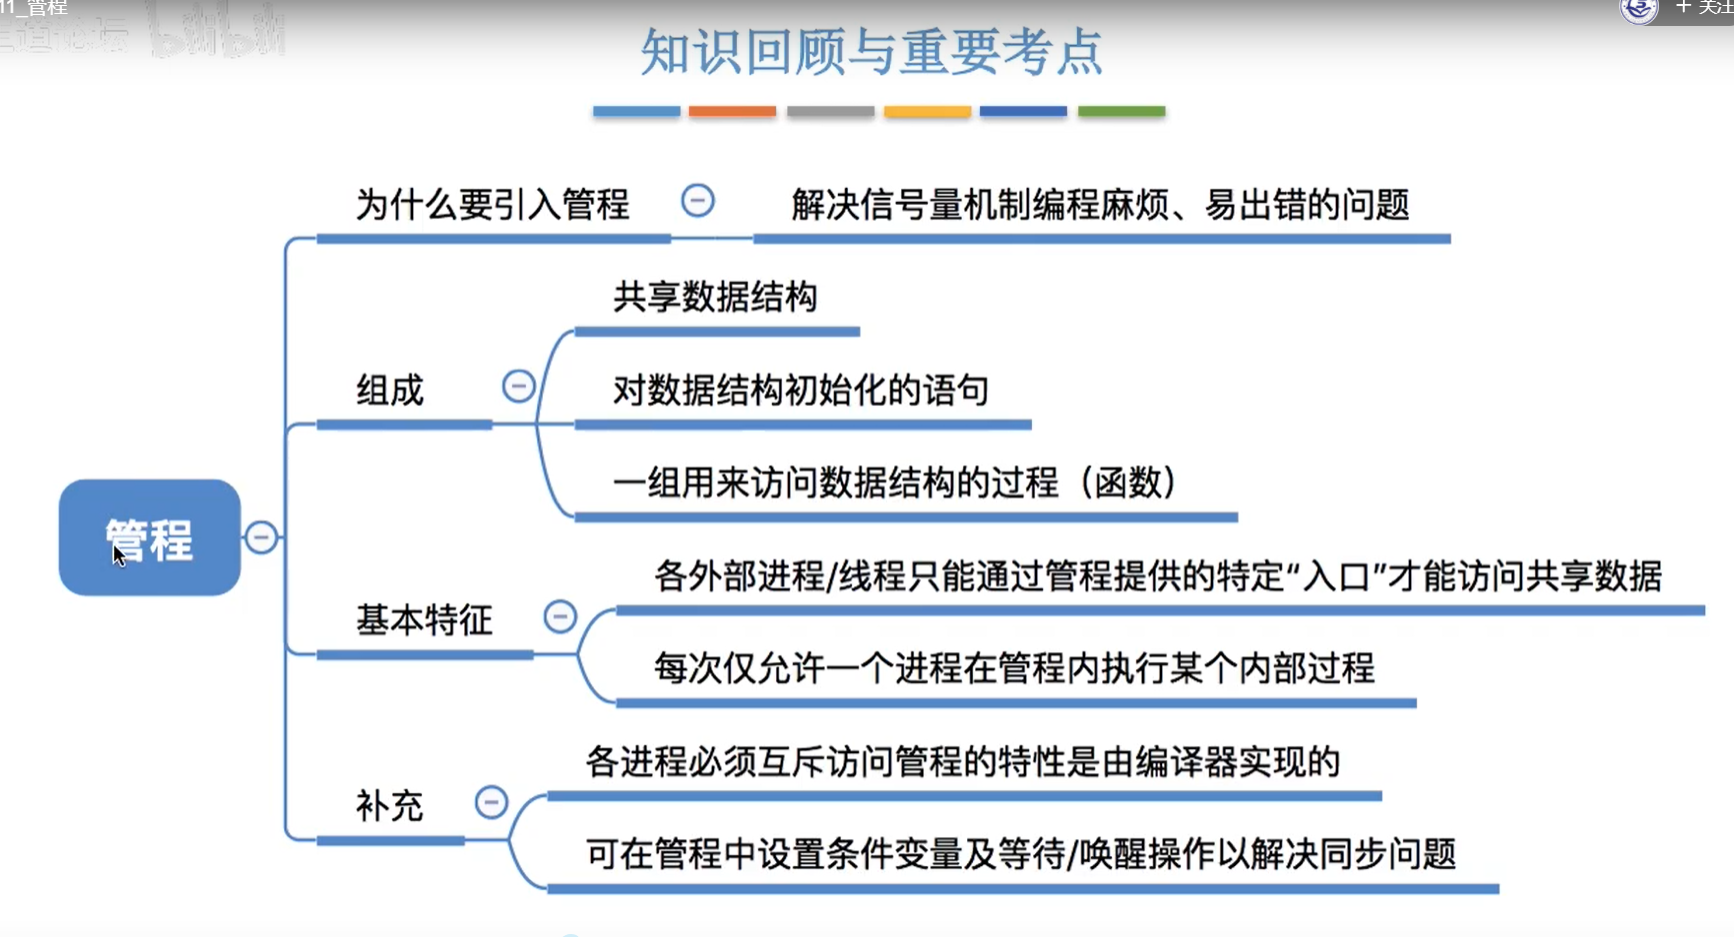 11_管程
王道论坛 bilibili
+ 关注
知识回顾与重要考点
为什么要引入管程
解决信号量机制编程麻烦、易出错的问题
共享数据结构
组成
对数据结构初始化的语句
一组用来访问数据结构的过程（函数）
管程
各外部进程/线程只能通过管程提供的特定“入口”才能访问共享数据
基本特征
每次仅允许一个进程在管程内执行某个内部过程
各进程必须互斥访问管程的特性是由编译器实现的
补充
可在管程中设置条件变量及等待/唤醒操作以解决同步问题